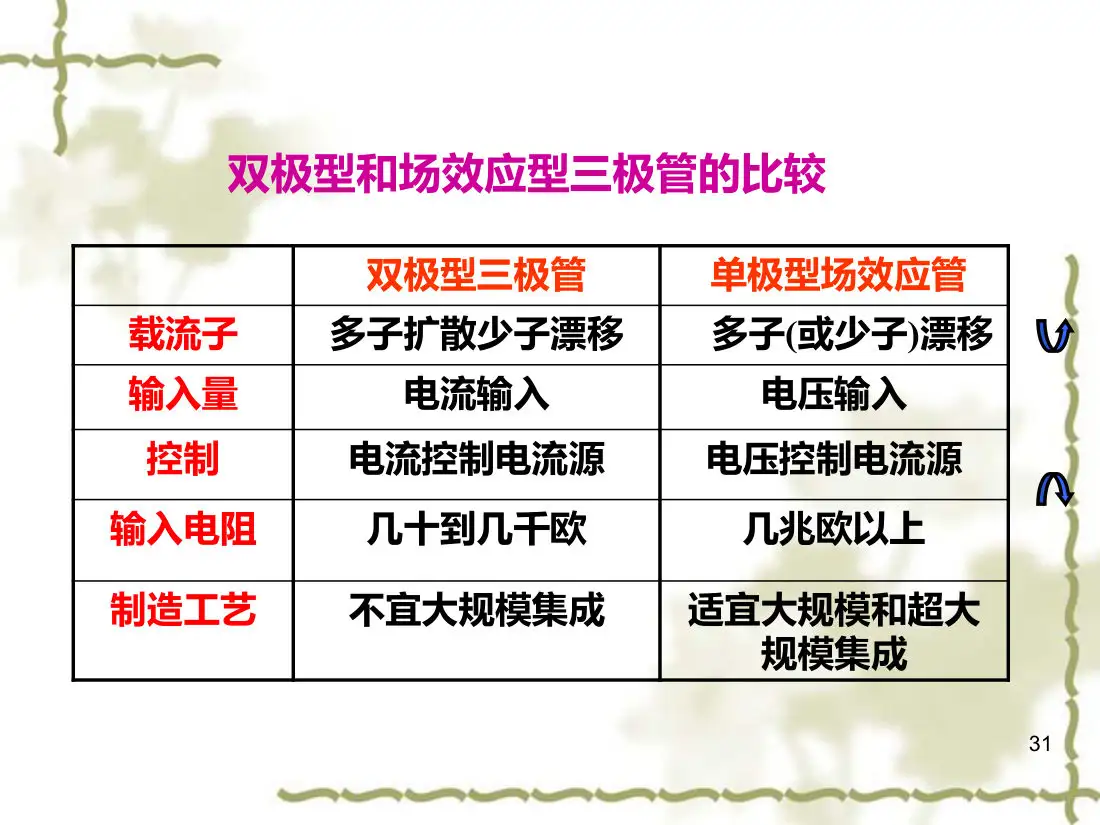 双极型和场效应型三极管的比较
双极型三极管 单极型场效应管
载流子 多子扩散少子漂移 多子(或少子)漂移
输入量 电流输入 电压输入
控制 电流控制电流源 电压控制电流源
输入电阻 几十到几千欧 几兆欧以上
制造工艺 不宜大规模集成 适宜大规模和超大
规模集成
31